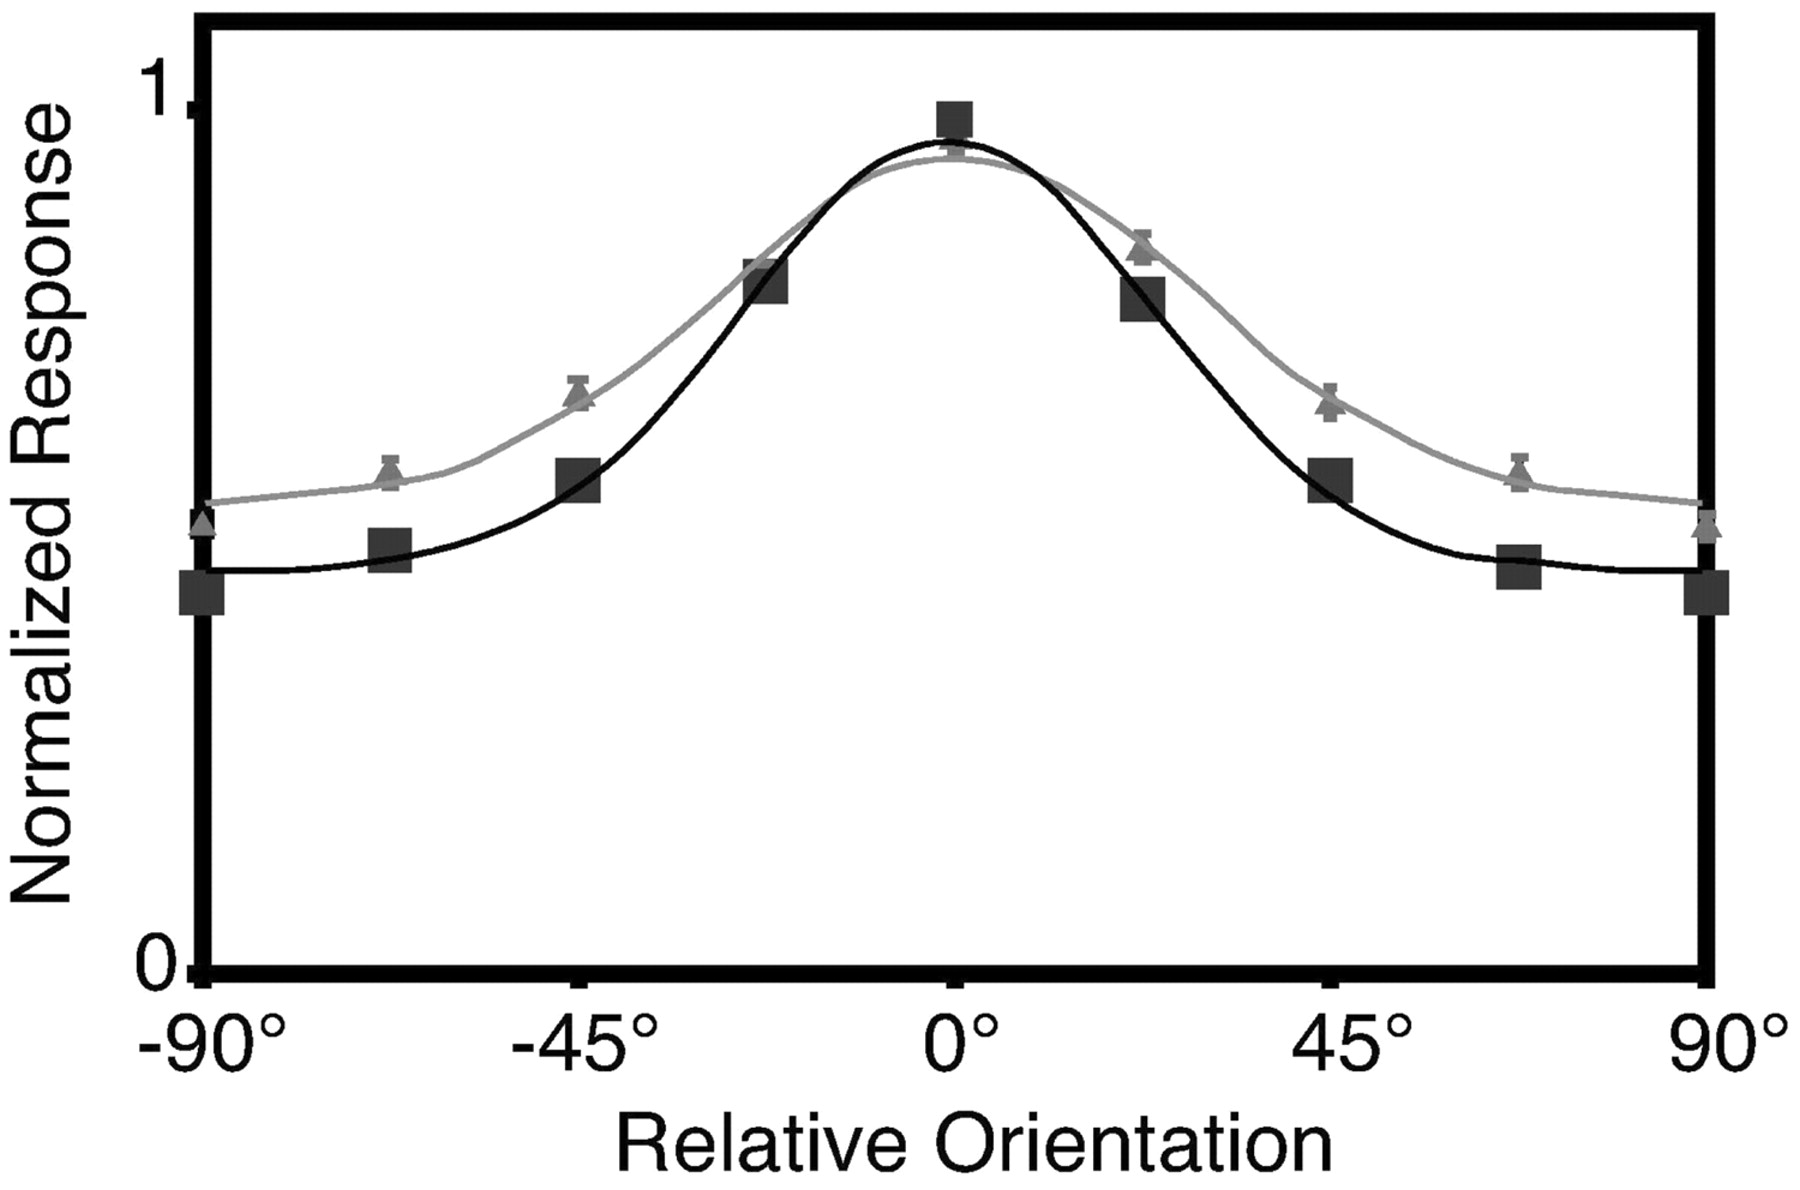 Normalized Response
1
0
-90° -45° 0° 45° 90°
Relative Orientation